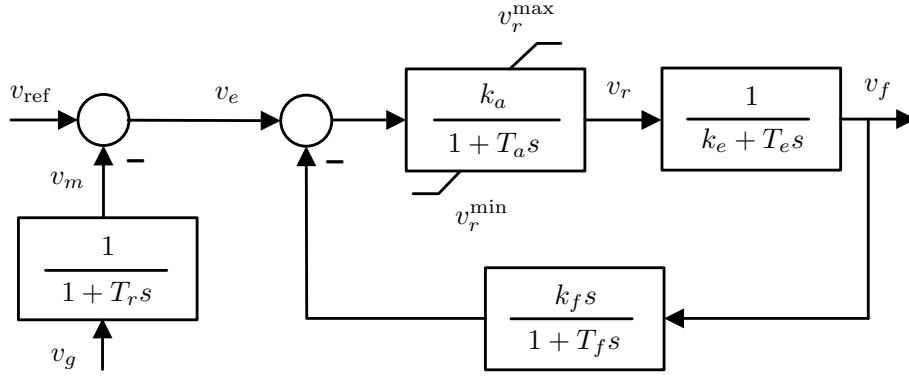 v_r^max
v_ref
v_e
k_a
1 + T_a s
v_r
1
k_e + T_e s
v_f
−
−
v_m
v_r^min
1
1 + T_r s
k_f s
1 + T_f s
v_g